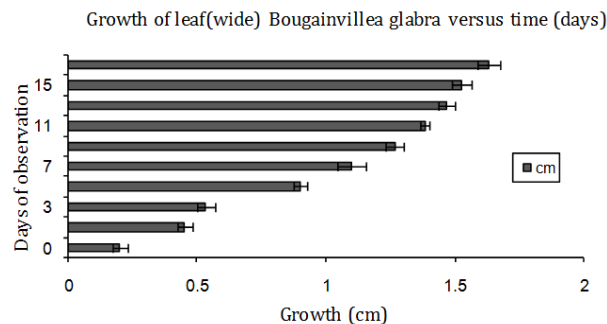 Growth of leaf(wide) Bougainvillea glabra versus time (days)
Days of observation
15
11
7
3
0
cm
0 0.5 1 1.5 2
Growth (cm)